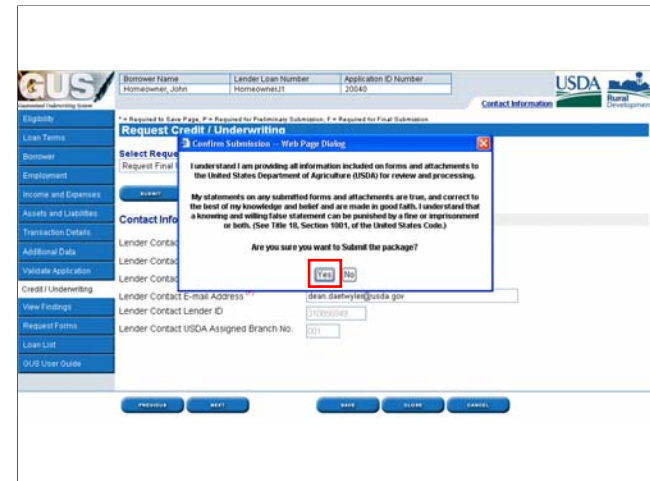 GUS
Guaranteed Underwriting System
Borrower Name Lender Loan Number Application ID Number
Homeowner, John HomeownerJ1 20040
USDA
Rural
Development
Contact Information
Eligibility
Loan Terms
Borrower
Employment
Income and Expenses
Assets and Liabilities
Transaction Details
Additional Data
Validate Application
Credit / Underwriting
View Findings
Request Forms
Loan List
GUS User Guide
* = Required to Save Page, P = Required for Preliminary Submission, F = Required for Final Submission
Request Credit / Underwriting
Select Reque
Request Final
SUBMIT
Contact Info
Confirm Submission -- Web Page Dialog
I understand I am providing all information included on forms and attachments to
the United States Department of Agriculture (USDA) for review and processing.
My statements on any submitted forms and attachments are true, and correct to
the best of my knowledge and belief and are made in good faith. I understand that
a knowing and willing false statement can be punished by a fine or imprisonment
or both. (See Title 18, Section 1001, of the United States Code.)
Are you sure you want to Submit the package?
Yes No
Lender Contac
Lender Contac
Lender Contac
Lender Contact E-mail Address dean.daetwyler@usda.gov
Lender Contact Lender ID
Lender Contact USDA Assigned Branch No. 001
PREVIOUS NEXT SAVE CLOSE CANCEL